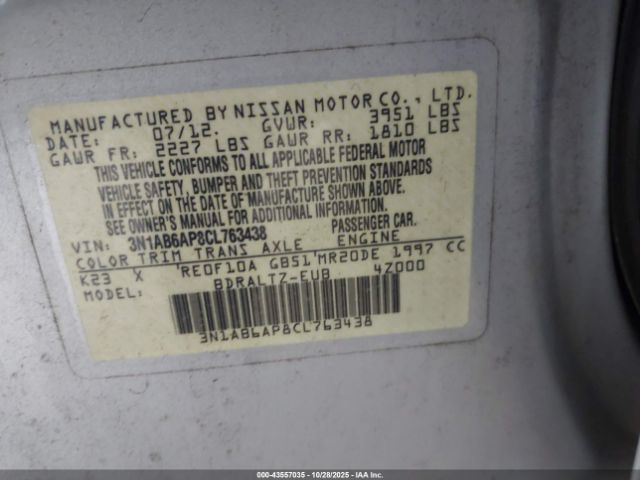 MANUFACTURED BY NISSAN MOTOR CO., LTD.
DATE: 07/12. GVWR: 3951 LBS
GAWR FR: 2227 LBS GAWR RR: 1810 LBS
THIS VEHICLE CONFORMS TO ALL APPLICABLE FEDERAL MOTOR
VEHICLE SAFETY, BUMPER AND THEFT PREVENTION STANDARDS
IN EFFECT ON THE DATE OF MANUFACTURE SHOWN ABOVE.
SEE OWNER'S MANUAL FOR ADDITIONAL INFORMATION.
VIN: 3N1AB6AP8CL763438 PASSENGER CAR.
COLOR TRIM TRANS AXLE ENGINE
K23 X RE0F10A GB51 MR20DE 1997 CC
MODEL: BDRALTZ-EUB 4Z000
3N1AB6AP8CL763438
000-43557035 - 10/28/2025 - IAAI, Inc.